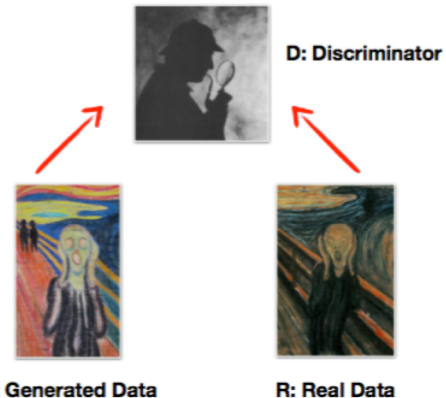 D: Discriminator
Generated Data
R: Real Data